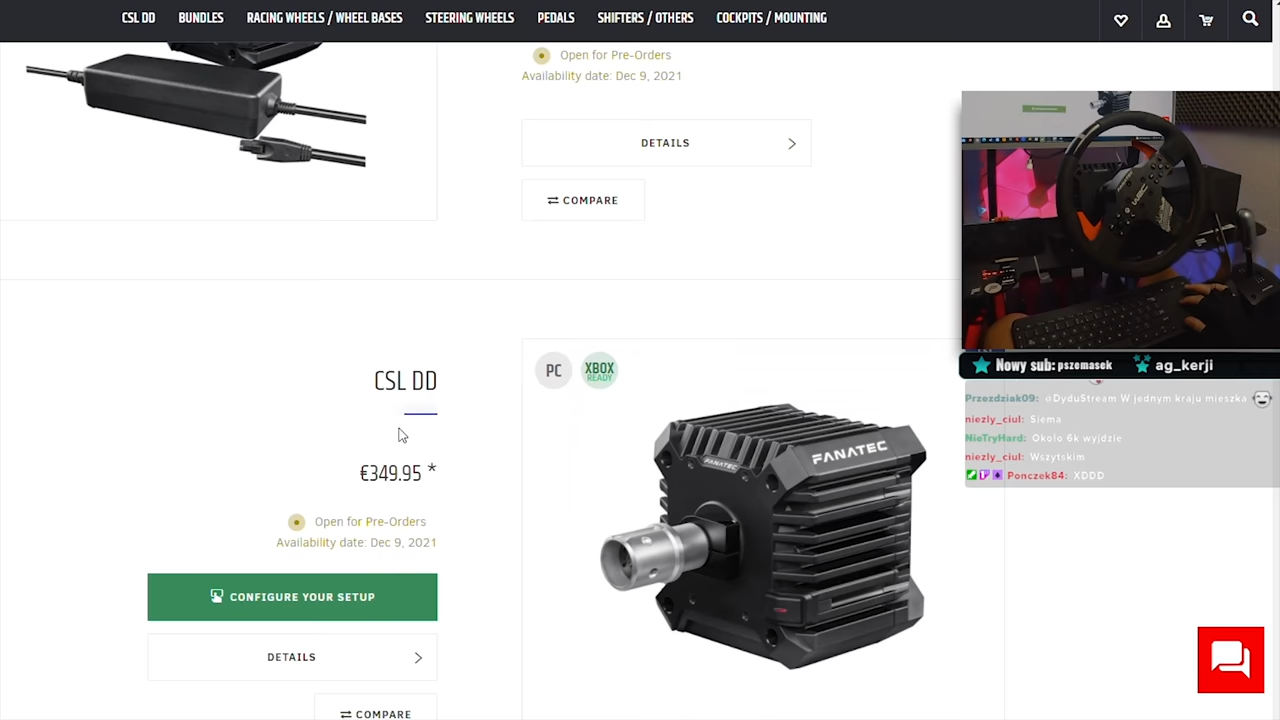 CSL DD
BUNDLES
RACING WHEELS / WHEEL BASES
STEERING WHEELS
PEDALS
SHIFTERS / OTHERS
COCKPITS / MOUNTING
Open for Pre-Orders
Availability date: Dec 9, 2021
DETAILS
COMPARE
CSL DD
€349.95 *
Open for Pre-Orders
Availability date: Dec 9, 2021
CONFIGURE YOUR SETUP
DETAILS
COMPARE
PC
XBOX
READY
FANATEC
FANATEC
Nowy sub: pszemasek
ag_kerji
Przezdziak09: @DyduStream W jednym kraju mieszka
niezly_ciul: Siema
NieTryHard: Okolo 6k wyjdzie
niezly_ciul: Wszytskim
Ponczek84: XDDD